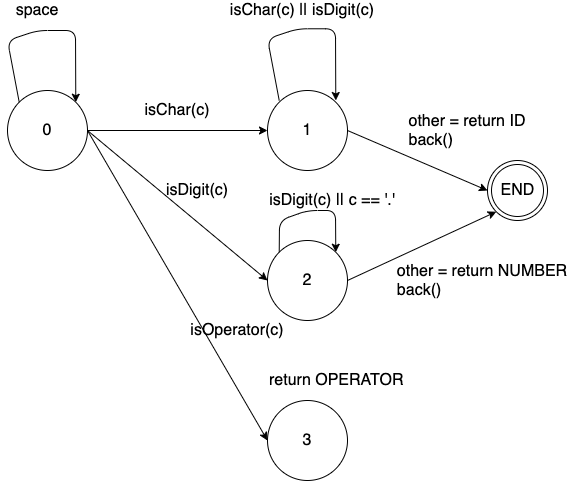 space
isChar(c) || isDigit(c)
0
isChar(c)
1
other = return ID
back()
isDigit(c)
isDigit(c) || c == '.'
END
2
other = return NUMBER
back()
isOperator(c)
return OPERATOR
3